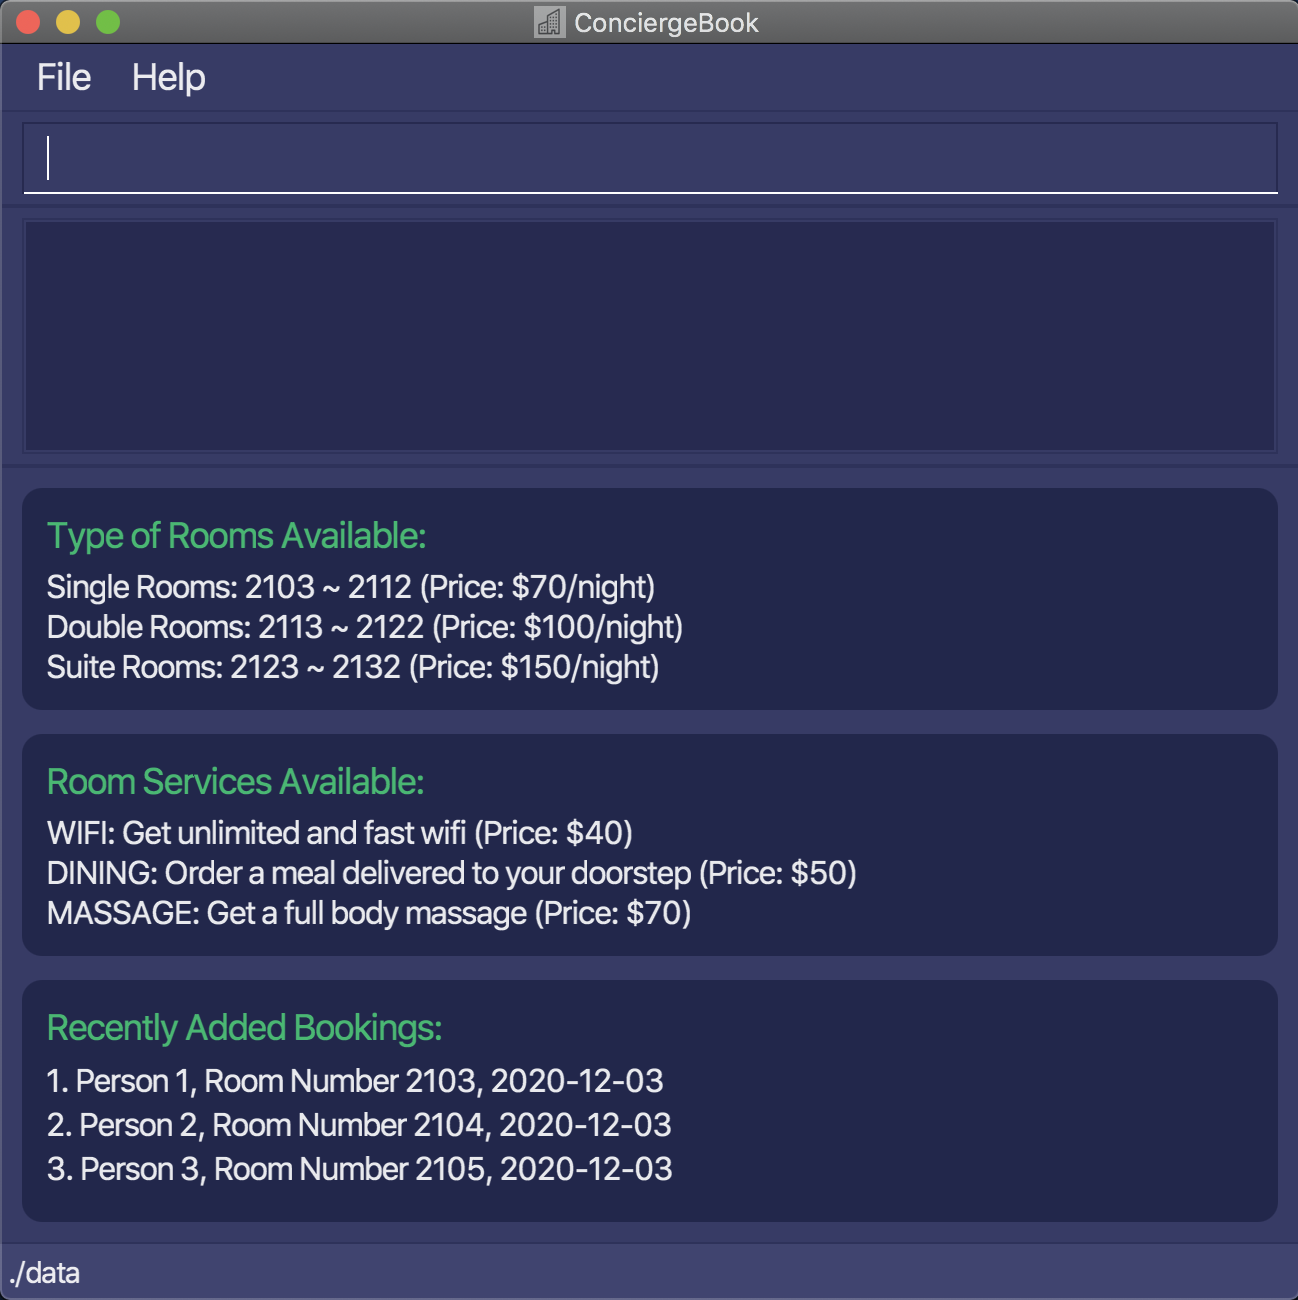 ConciergeBook
File Help
Type of Rooms Available:
Single Rooms: 2103 ~ 2112 (Price: $70/night)
Double Rooms: 2113 ~ 2122 (Price: $100/night)
Suite Rooms: 2123 ~ 2132 (Price: $150/night)
Room Services Available:
WIFI: Get unlimited and fast wifi (Price: $40)
DINING: Order a meal delivered to your doorstep (Price: $50)
MASSAGE: Get a full body massage (Price: $70)
Recently Added Bookings:
1. Person 1, Room Number 2103, 2020-12-03
2. Person 2, Room Number 2104, 2020-12-03
3. Person 3, Room Number 2105, 2020-12-03
./data